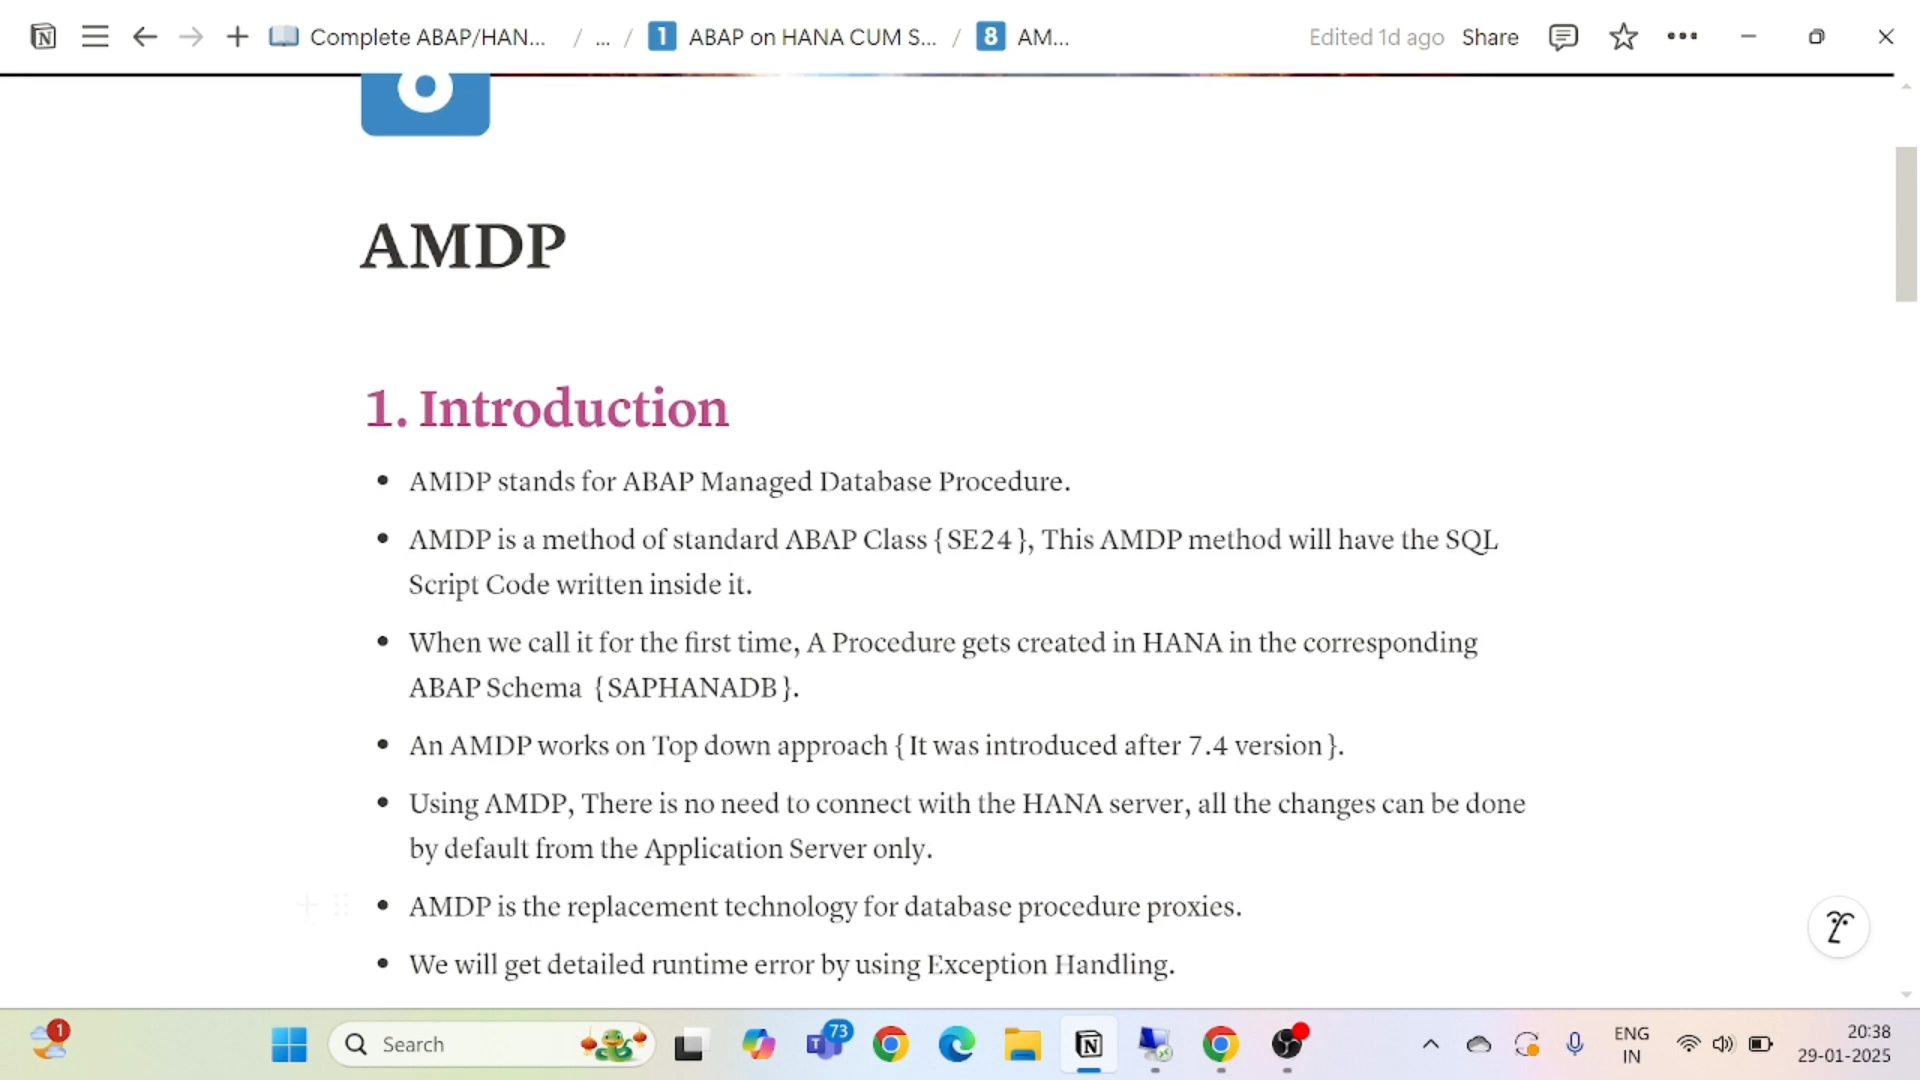 Complete ABAP/HAN... / ... / 1 ABAP on HANA CUM S... / 8 AM... Edited 1d ago Share
AMDP
1. Introduction
• AMDP stands for ABAP Managed Database Procedure.
• AMDP is a method of standard ABAP Class {SE24}, This AMDP method will have the SQL
Script Code written inside it.
• When we call it for the first time, A Procedure gets created in HANA in the corresponding
ABAP Schema {SAPHANADB}.
• An AMDP works on Top down approach {It was introduced after 7.4 version}.
• Using AMDP, There is no need to connect with the HANA server, all the changes can be done
by default from the Application Server only.
• AMDP is the replacement technology for database procedure proxies.
• We will get detailed runtime error by using Exception Handling.
1
Search
73
ENG
IN
20:38
29-01-2025